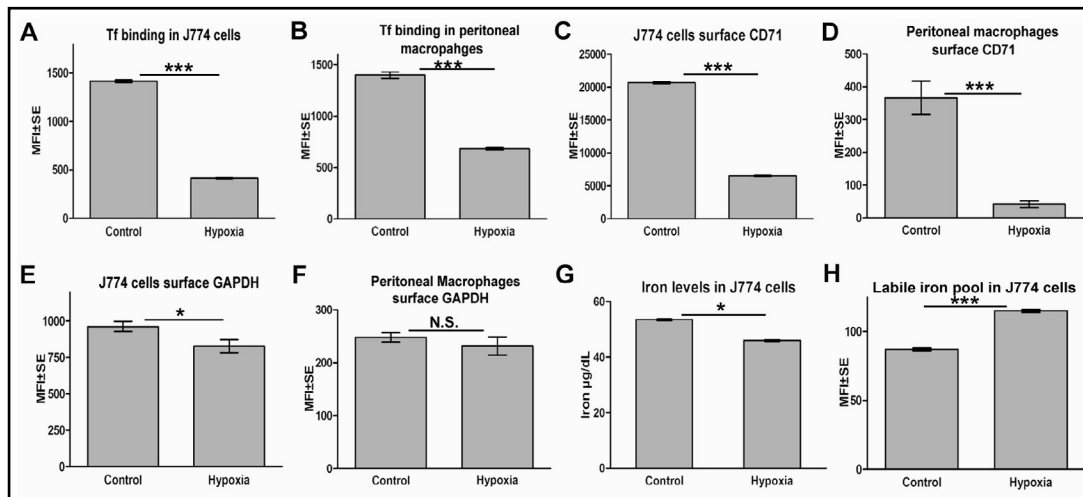 A
Tf binding in J774 cells
MFI±SE
1500
1000
500
0
***
Control Hypoxia
B
Tf binding in peritoneal
macropahges
MFI±SE
1500
1000
500
0
***
Control Hypoxia
C
J774 cells surface CD71
MFI±SE
20000
15000
10000
5000
0
***
Control Hypoxia
D
Peritoneal macrophages
surface CD71
MFI±SE
400
300
200
100
0
***
Control Hypoxia
E
J774 cells surface GAPDH
MFI±SE
1000
750
500
250
0
*
Control Hypoxia
F
Peritoneal Macrophages
surface GAPDH
MFI±SE
300
200
100
0
N.S.
Control Hypoxia
G
Iron levels in J774 cells
Iron µg/dL
60
40
20
0
*
Control Hypoxia
H
Labile iron pool in J774 cells
MFI±SE
100
50
0
***
Control Hypoxia